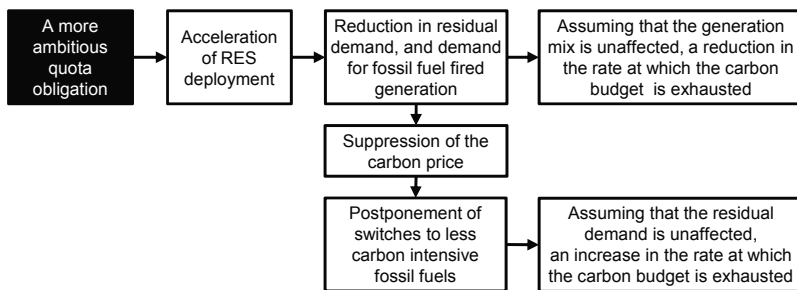 A more
ambitious
quota
obligation
Acceleration
of RES
deployment
Reduction in residual
demand, and demand
for fossil fuel fired
generation
Assuming that the generation
mix is unaffected, a reduction in
the rate at which the carbon
budget is exhausted
Suppression of the
carbon price
Postponement of
switches to less
carbon intensive
fossil fuels
Assuming that the residual
demand is unaffected,
an increase in the rate at which
the carbon budget is exhausted